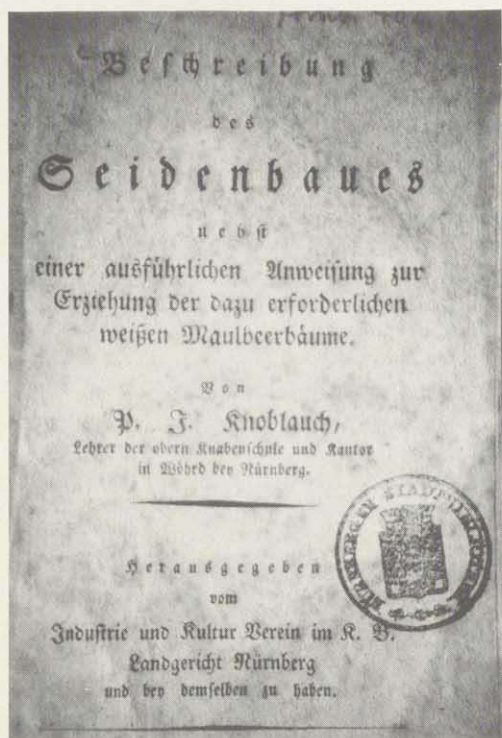 Beschreibung
des
Seidenbaues
nebst
einer ausführlichen Anweisung zur
Erziehung der dazu erforderlichen
weißen Maulbeerbäume.
Von
P. J. Knoblauch,
Lehrer der obern Knabenschule und Kantor
in Wöhrd bey Nürnberg.
Herausgegeben
vom
Industrie und Kultur Verein im K. B.
Landgericht Nürnberg
und bey demselben zu haben.